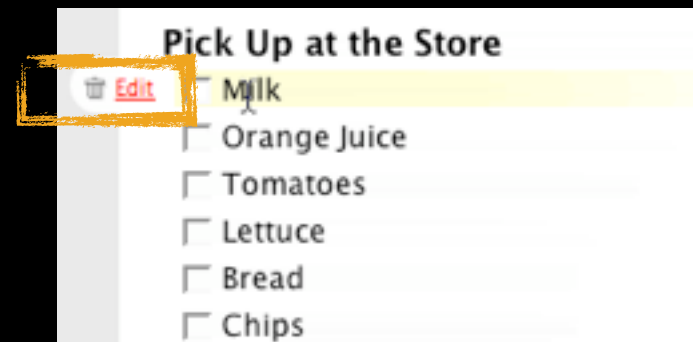 Pick Up at the Store
Edit Milk
Orange Juice
Tomatoes
Lettuce
Bread
Chips